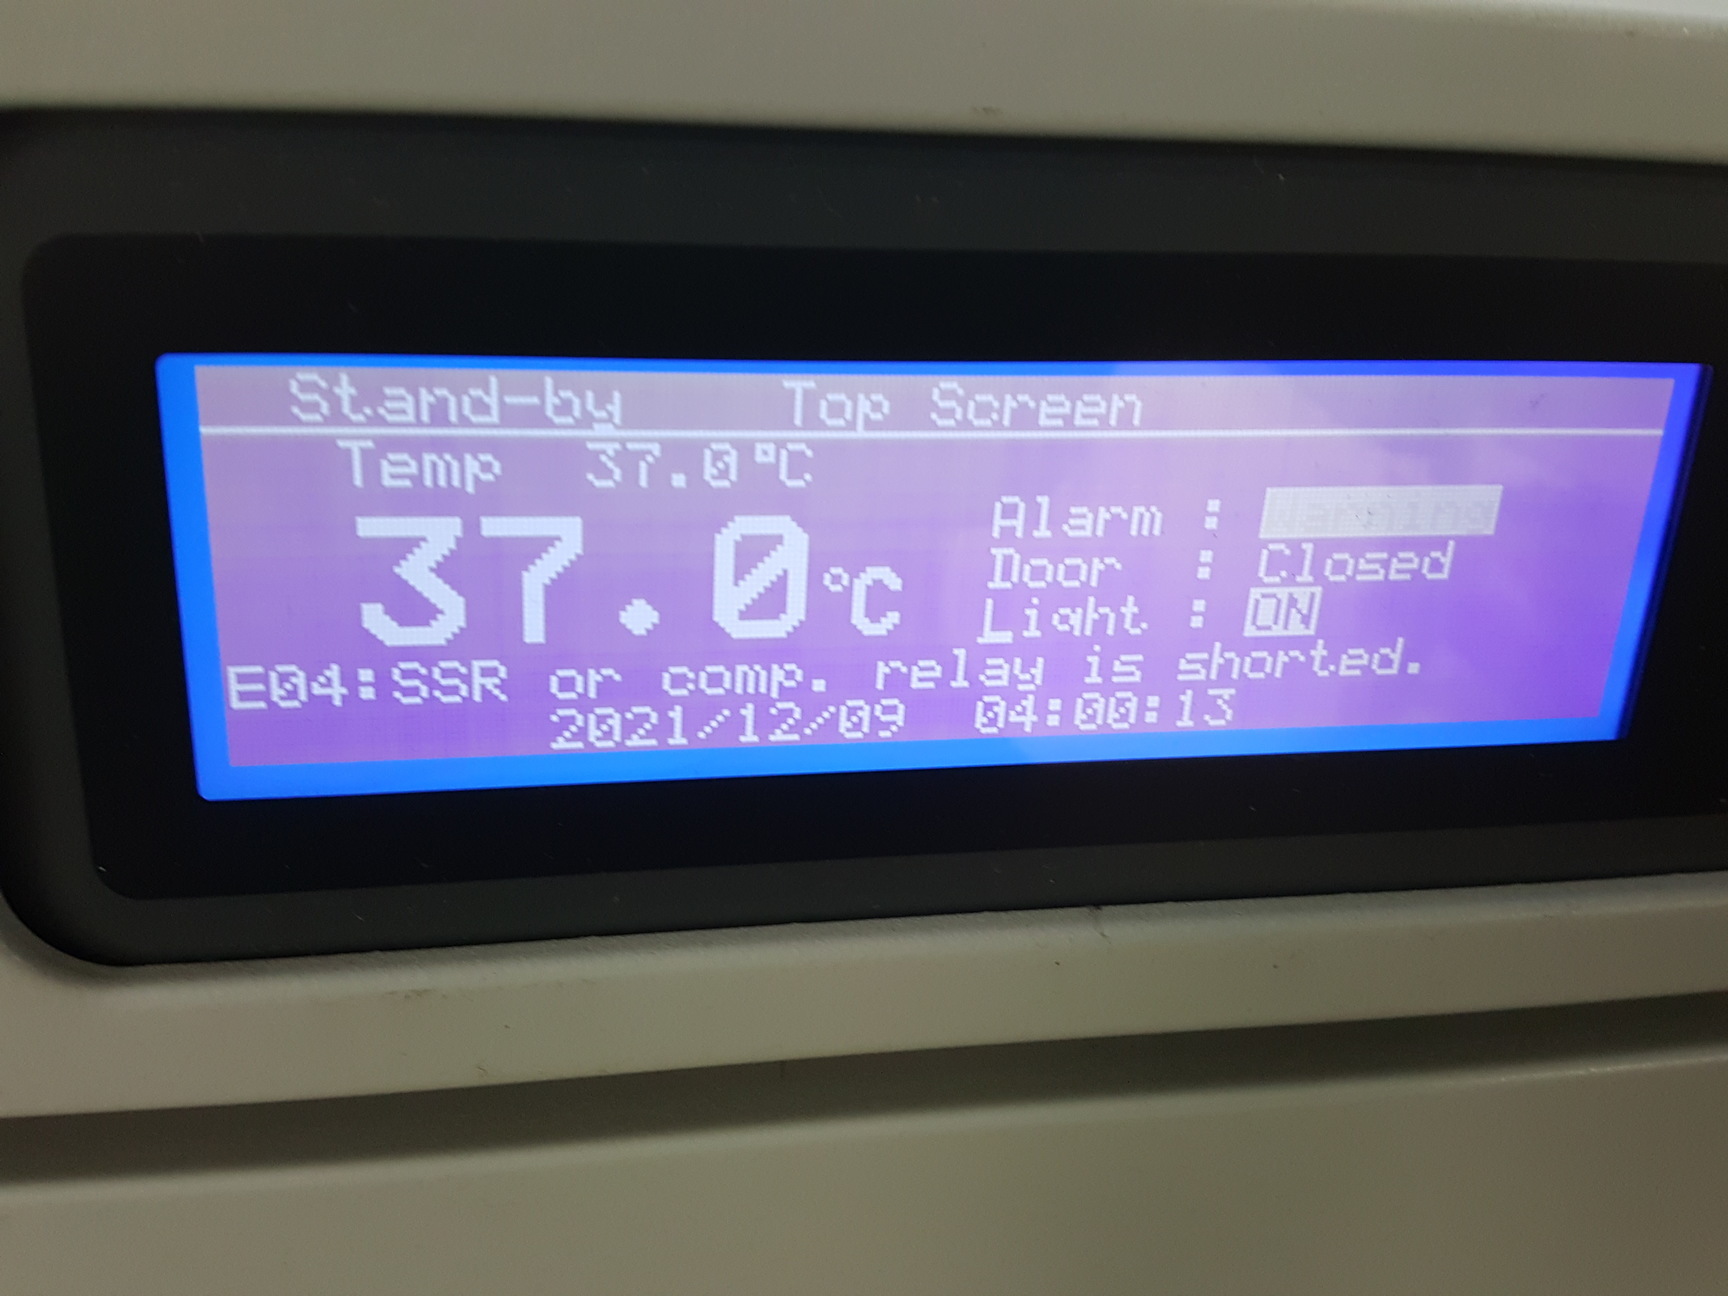 Stand-by Top Screen
Temp 37.0°C
37.0°C
Alarm : Warning
Door : Closed
Light : ON
E04:SSR or comp. relay is shorted.
2021/12/09 04:00:13